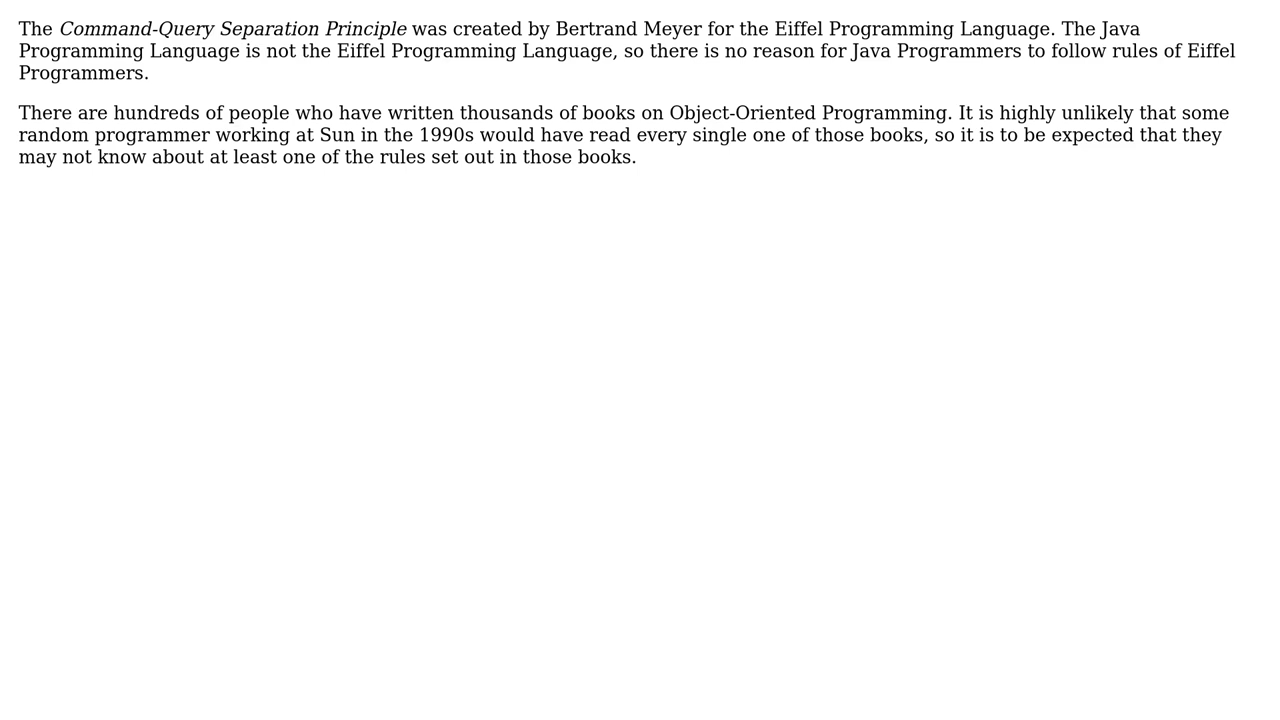 The Command-Query Separation Principle was created by Bertrand Meyer for the Eiffel Programming Language. The Java
Programming Language is not the Eiffel Programming Language, so there is no reason for Java Programmers to follow rules of Eiffel
Programmers.
There are hundreds of people who have written thousands of books on Object-Oriented Programming. It is highly unlikely that some
random programmer working at Sun in the 1990s would have read every single one of those books, so it is to be expected that they
may not know about at least one of the rules set out in those books.